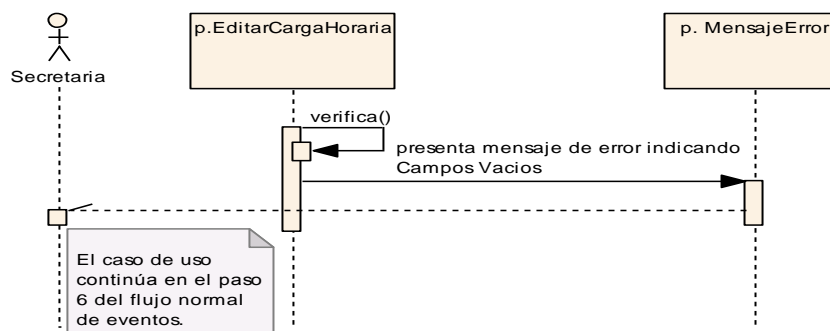 p.EditarCargaHoraria
p. MensajeError
Secretaria
verifica()
presenta mensaje de error indicando
Campos Vacios
El caso de uso
continúa en el paso
6 del flujo normal
de eventos.